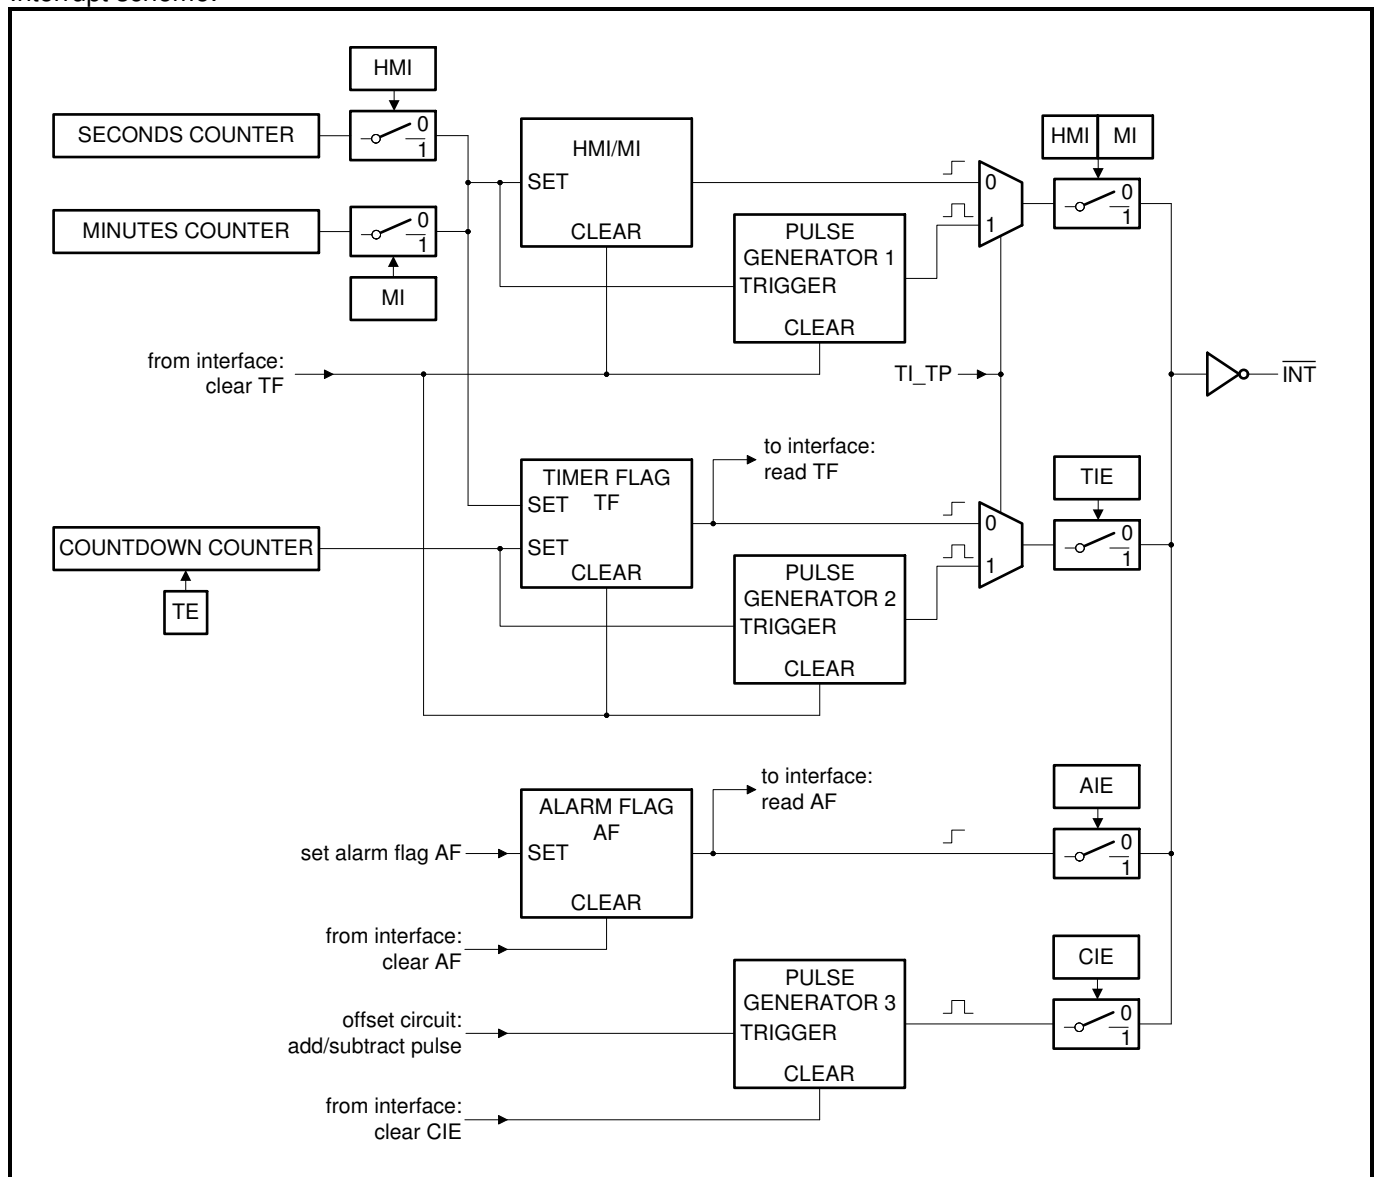 HMI
SECONDS COUNTER
0
1
MINUTES COUNTER
0
1
MI
HMI/MI
SET
CLEAR
PULSE
GENERATOR 1
TRIGGER
CLEAR
0
1
HMI
MI
0
1
from interface:
clear TF
TI_TP
INT
to interface:
read TF
TIMER FLAG
TF
SET
SET
CLEAR
COUNTDOWN COUNTER
TE
PULSE
GENERATOR 2
TRIGGER
CLEAR
0
1
TIE
0
1
to interface:
read AF
ALARM FLAG
AF
set alarm flag AF
SET
CLEAR
from interface:
clear AF
AIE
0
1
PULSE
GENERATOR 3
TRIGGER
CLEAR
offset circuit:
add/subtract pulse
from interface:
clear CIE
CIE
0
1